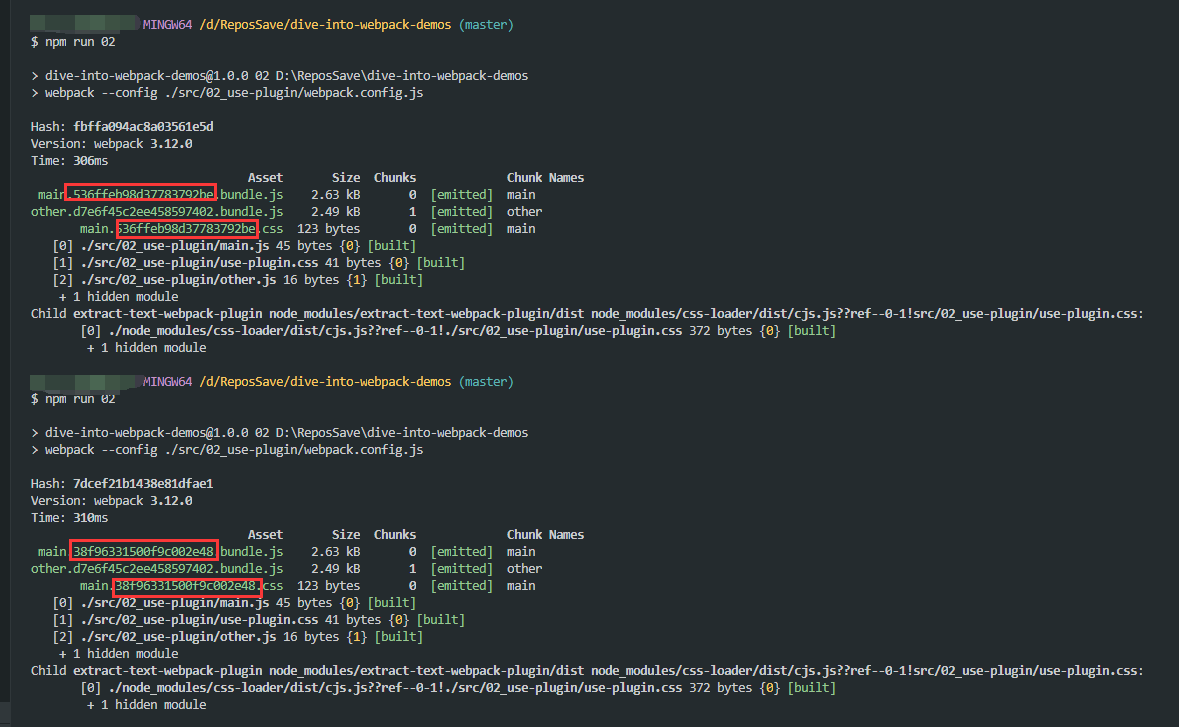 MINGW64 /d/ReposSave/dive-into-webpack-demos (master)
$ npm run 02
> dive-into-webpack-demos@1.0.0 02 D:\ReposSave\dive-into-webpack-demos
> webpack --config ./src/02_use-plugin/webpack.config.js
Hash: fbffa094ac8a03561e5d
Version: webpack 3.12.0
Time: 306ms
Asset Size Chunks Chunk Names
main.536ffeb98d37783792be.bundle.js 2.63 kB 0 [emitted] main
other.d7e6f45c2ee458597402.bundle.js 2.49 kB 1 [emitted] other
main.536ffeb98d37783792be.css 123 bytes 0 [emitted] main
[0] ./src/02_use-plugin/main.js 45 bytes {0} [built]
[1] ./src/02_use-plugin/use-plugin.css 41 bytes {0} [built]
[2] ./src/02_use-plugin/other.js 16 bytes {1} [built]
+ 1 hidden module
Child extract-text-webpack-plugin node_modules/extract-text-webpack-plugin/dist node_modules/css-loader/dist/cjs.js??ref--0-1!src/02_use-plugin/use-plugin.css:
[0] ./node_modules/css-loader/dist/cjs.js??ref--0-1!./src/02_use-plugin/use-plugin.css 372 bytes {0} [built]
+ 1 hidden module
MINGW64 /d/ReposSave/dive-into-webpack-demos (master)
$ npm run 02
> dive-into-webpack-demos@1.0.0 02 D:\ReposSave\dive-into-webpack-demos
> webpack --config ./src/02_use-plugin/webpack.config.js
Hash: 7dcef21b1438e81dfae1
Version: webpack 3.12.0
Time: 310ms
Asset Size Chunks Chunk Names
main.38f96331500f9c002e48.bundle.js 2.63 kB 0 [emitted] main
other.d7e6f45c2ee458597402.bundle.js 2.49 kB 1 [emitted] other
main.38f96331500f9c002e48.css 123 bytes 0 [emitted] main
[0] ./src/02_use-plugin/main.js 45 bytes {0} [built]
[1] ./src/02_use-plugin/use-plugin.css 41 bytes {0} [built]
[2] ./src/02_use-plugin/other.js 16 bytes {1} [built]
+ 1 hidden module
Child extract-text-webpack-plugin node_modules/extract-text-webpack-plugin/dist node_modules/css-loader/dist/cjs.js??ref--0-1!src/02_use-plugin/use-plugin.css:
[0] ./node_modules/css-loader/dist/cjs.js??ref--0-1!./src/02_use-plugin/use-plugin.css 372 bytes {0} [built]
+ 1 hidden module